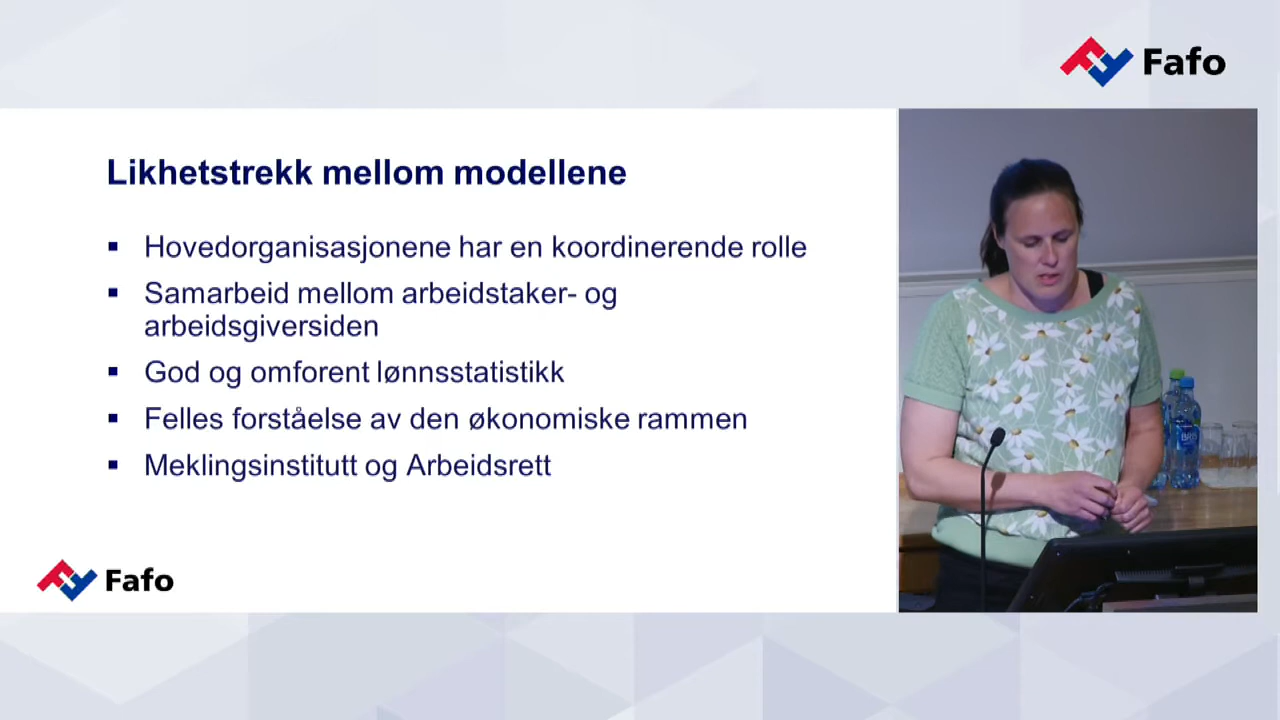 Fafo
Likhetstrekk mellom modellene
▪ Hovedorganisasjonene har en koordinerende rolle
▪ Samarbeid mellom arbeidstaker- og
arbeidsgiversiden
▪ God og omforent lønnsstatistikk
▪ Felles forståelse av den økonomiske rammen
▪ Meklingsinstitutt og Arbeidsrett
Fafo